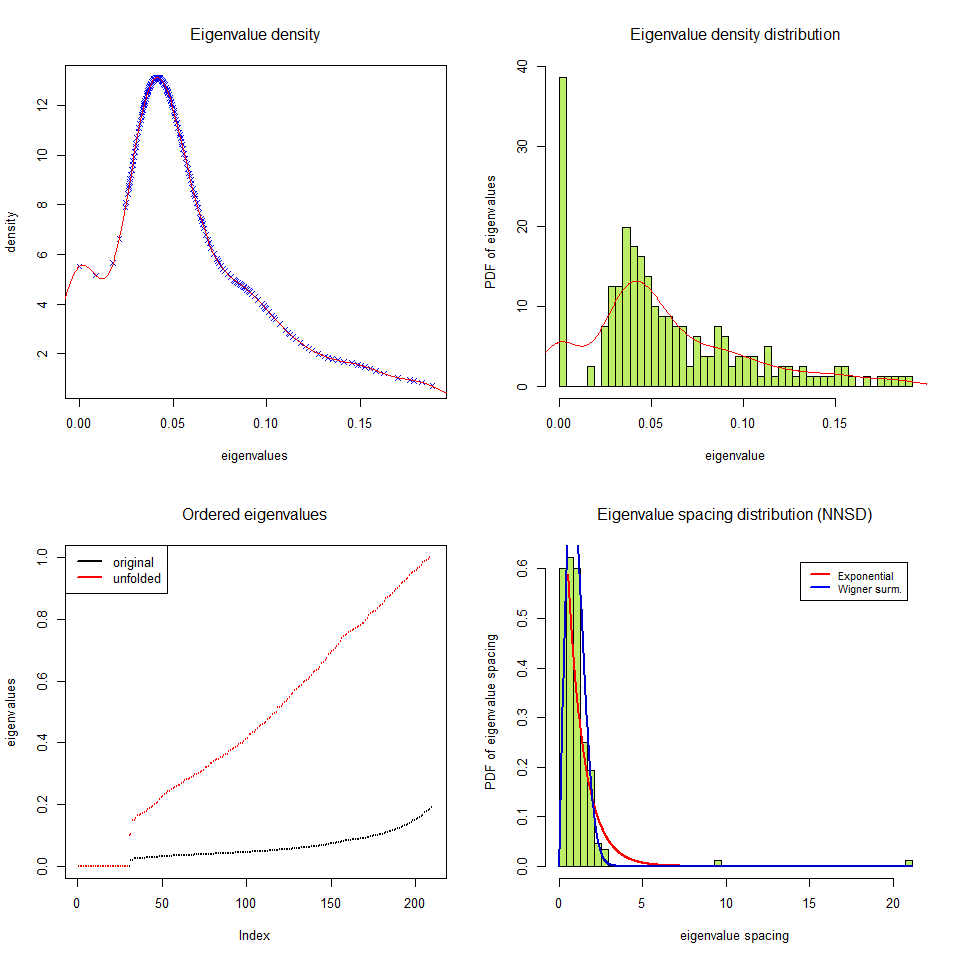 Eigenvalue density
density
12
10
8
6
4
2
0.00 0.05 0.10 0.15
eigenvalues
Eigenvalue density distribution
PDF of eigenvalues
40
30
20
10
0
0.00 0.05 0.10 0.15
eigenvalue
Ordered eigenvalues
original
unfolded
eigenvalues
1.0
0.8
0.6
0.4
0.2
0.0
0 50 100 150 200
Index
Eigenvalue spacing distribution (NNSD)
Exponential
Wigner surm.
PDF of eigenvalue spacing
0.6
0.5
0.4
0.3
0.2
0.1
0.0
0 5 10 15 20
eigenvalue spacing